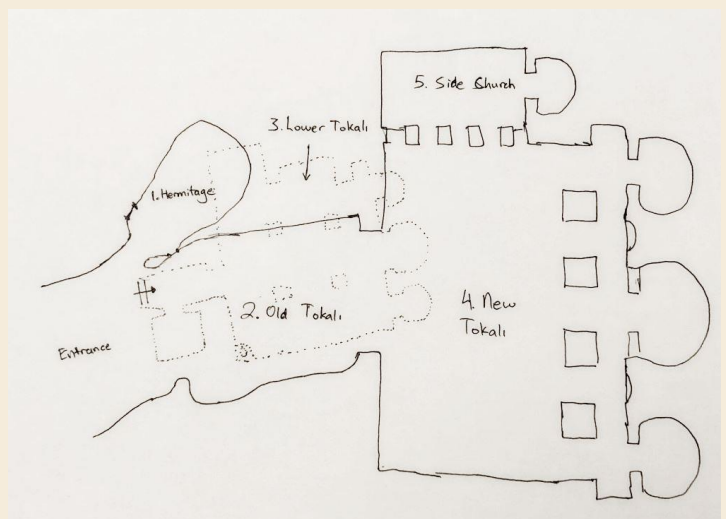 5. Side Church
3. Lower Tokalı
1. Hermitage
2. Old Tokalı
4. New
Tokalı
Entrance